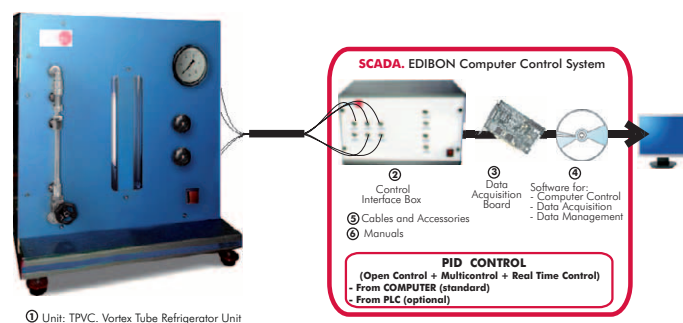 SCADA. EDIBON Computer Control System
②
Control
Interface Box
③
Data
Acquisition
Board
④
Software for:
- Computer Control
- Data Acquisition
- Data Management
⑤ Cables and Accessories
⑥ Manuals
PID CONTROL
(Open Control + Multicontrol + Real Time Control)
- From COMPUTER (standard)
- From PLC (optional)
① Unit: TPVC. Vortex Tube Refrigerator Unit